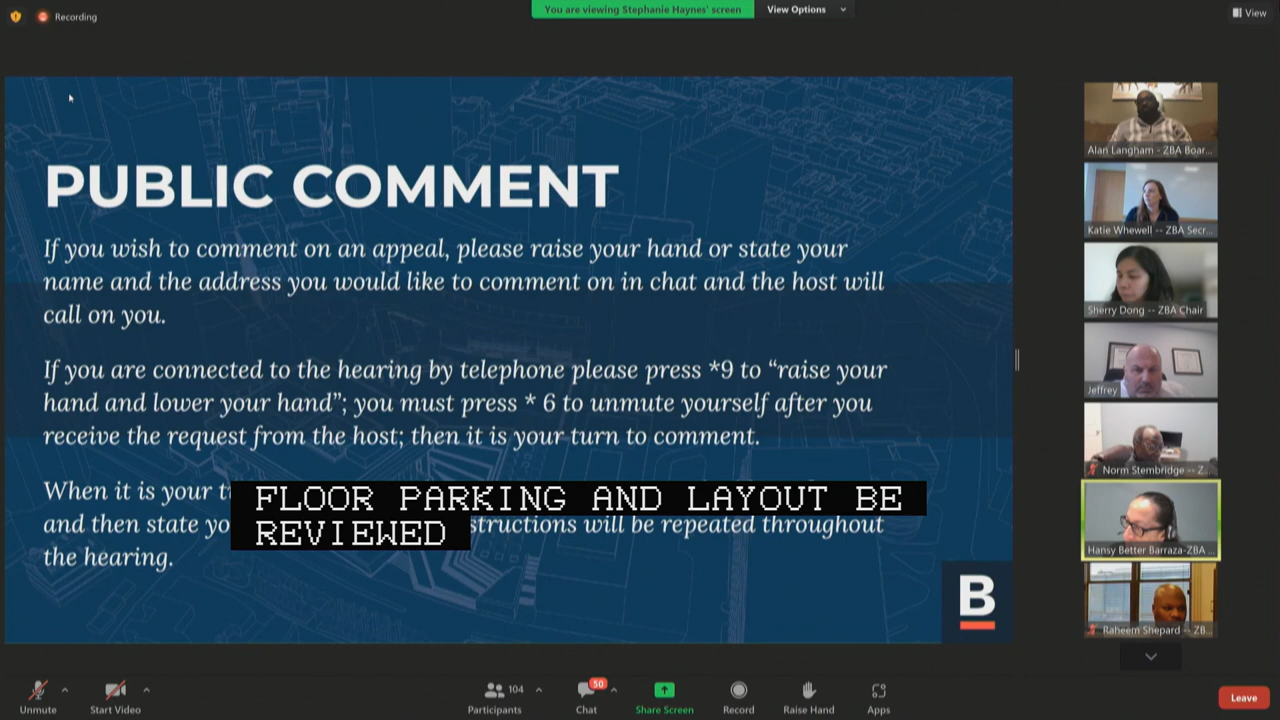 Recording
You are viewing Stephanie Haynes' screen
View Options
View
PUBLIC COMMENT
If you wish to comment on an appeal, please raise your hand or state your
name and the address you would like to comment on in chat and the host will
call on you.
If you are connected to the hearing by telephone please press *9 to “raise your
hand and lower your hand”; you must press * 6 to unmute yourself after you
receive the request from the host; then it is your turn to comment.
When it is your
and then state structions will be repeated throughout
the hearing.
FLOOR PARKING AND LAYOUT BE
REVIEWED
B
Alan Langham - ZBA Boar...
Katie Whewell -- ZBA Secr...
Sherry Dong -- ZBA Chair
Jeffrey
Norm Stembridge -- Z...
Hansy Better Barraza-ZBA ...
Raheem Shepard -- ZB...
Unmute
Start Video
104
Participants
50
Chat
Share Screen
Record
Raise Hand
Apps
Leave